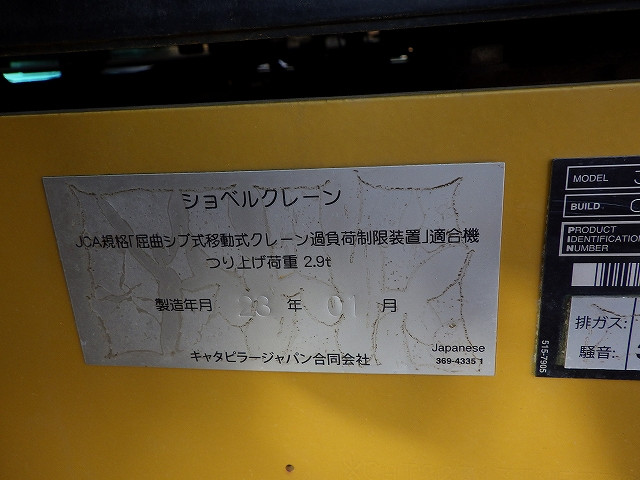 ショベルクレーン
JCA規格「屈曲ジブ式移動式クレーン過負荷制限装置」適合機
つり上げ荷重 2.9t
製造年月 23 年 01 月
キャタピラージャパン合同会社
Japanese
369-4335 1
MODEL
BUILD
PRODUCT
IDENTIFICATION
NUMBER
排ガス:
騒音:
515-7905